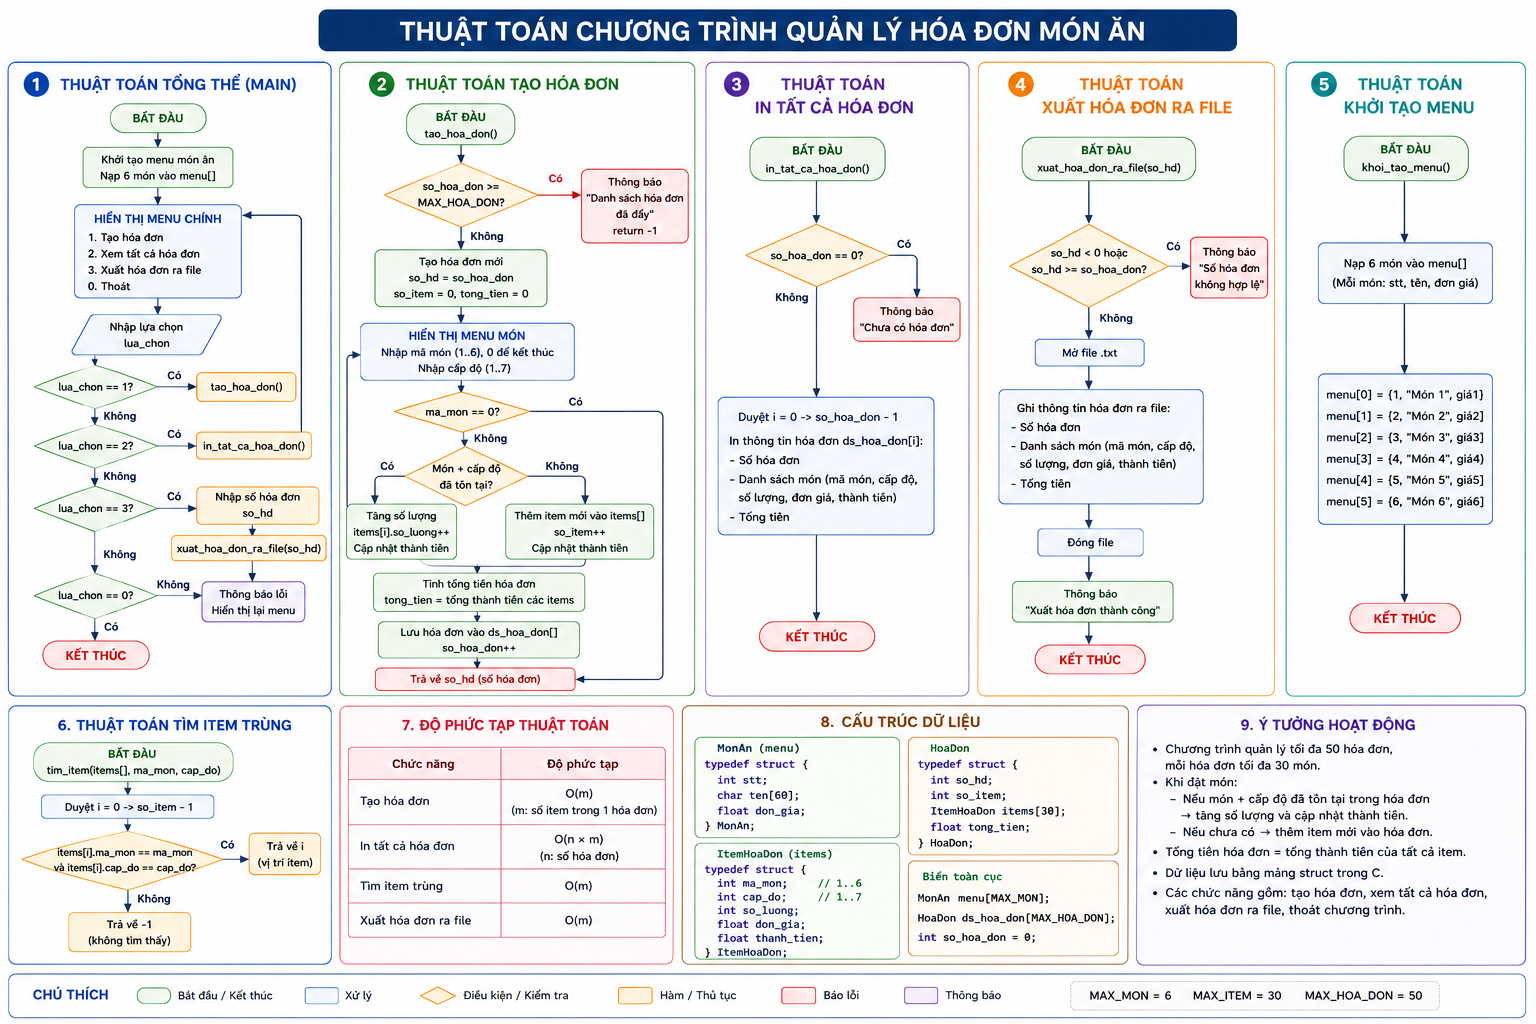 THUẬT TOÁN CHƯƠNG TRÌNH QUẢN LÝ HÓA ĐƠN MÓN ĂN
1 THUẬT TOÁN TỔNG THỂ (MAIN)
BẤT ĐẦU
Khởi tạo menu món ân
Nạp 6 món vào menu[]
HIỂN THỊ MENU CHÍNH
1. Tạo hóa đơn
2. Xem tất cả hóa đơn
3. Xuất hóa đơn ra file
0. Thoát
Nhập lựa chọn
lua_chon
lua_chon == 1?
Có
tao_hoa_don()
Không
lua_chon == 2?
Có
in_tat_ca_hoa_don()
Không
lua_chon == 3?
Có
Nhập số hóa đơn
so_hd
xuat_hoa_don_ra_file(so_hd)
Không
lua_chon == 0?
Không
Thông báo lỗi
Hiển thị lại menu
Có
KẾT THÚC
2 THUẬT TOÁN TẠO HÓA ĐƠN
BẤT ĐẦU
tao_hoa_don()
so_hoa_don >=
MAX_HOA_DON?
Có
Thông báo
"Danh sách hóa đơn
đã đầy"
return -1
Không
Tạo hóa đơn mới
so_hd = so_hoa_don
so_item = 0, tong_tien = 0
HIỂN THỊ MENU MÓN
Nhập mã món (1..6), 0 để kết thúc
Nhập cấp độ (1..7)
ma_mon == 0?
Có
Không
Món + cấp độ
đã tồn tại?
Có
Không
Tăng số lượng
items[i].so_luong++
Cập nhật thành tiền
Thêm item mới vào items[]
so_item++
Cập nhật thành tiền
Tính tổng tiền hóa đơn
tong_tien = tổng thành tiền các items
Lưu hóa đơn vào ds_hoa_don[]
so_hoa_don++
Trả về so_hd (số hóa đơn)
3 THUẬT TOÁN
IN TẤT CẢ HÓA ĐƠN
BẤT ĐẦU
in_tat_ca_hoa_don()
so_hoa_don == 0?
Có
Không
Thông báo
"Chưa có hóa đơn"
Duyệt i = 0 -> so_hoa_don - 1
In thông tin hóa đơn ds_hoa_don[i]:
- Số hóa đơn
- Danh sách món (mã món, cấp độ,
số lượng, đơn giá, thành tiền)
- Tổng tiền
KẾT THÚC
4 THUẬT TOÁN
XUẤT HÓA ĐƠN RA FILE
BẤT ĐẦU
xuat_hoa_don_ra_file(so_hd)
so_hd < 0 hoặc
so_hd >= so_hoa_don?
Có
Thông báo
"Số hóa đơn
không hợp lệ"
Không
Mở file .txt
Ghi thông tin hóa đơn ra file:
- Số hóa đơn
- Danh sách món (mã món, cấp độ,
số lượng, đơn giá, thành tiền)
- Tổng tiền
Đóng file
Thông báo
"Xuất hóa đơn thành công"
KẾT THÚC
5 THUẬT TOÁN
KHỞI TẠO MENU
BẤT ĐẦU
khoi_tao_menu()
Nạp 6 món vào menu[]
(Mỗi món: stt, tên, đơn giá)
menu[0] = {1, "Món 1", giá1}
menu[1] = {2, "Món 2", giá2}
menu[2] = {3, "Món 3", giá3}
menu[3] = {4, "Món 4", giá4}
menu[4] = {5, "Món 5", giá5}
menu[5] = {6, "Món 6", giá6]
KẾT THÚC
6. THUẬT TOÁN TÌM ITEM TRÙNG
BẤT ĐẦU
tim_item(items[], ma_mon, cap_do)
Duyệt i = 0 -> so_item - 1
items[i].ma_mon == ma_mon
và items[i].cap_do == cap_do?
Có
Trả về i
(vị trí item)
Không
Trả về -1
(không tìm thấy)
7. ĐỘ PHỨC TẠP THUẬT TOÁN
Chức năng Độ phức tạp
Tạo hóa đơn O(m)
(m: số item trong 1 hóa đơn)
In tất cả hóa đơn O(n × m)
(n: số hóa đơn)
Tìm item trùng O(m)
Xuất hóa đơn ra file O(m)
8. CẤU TRÚC DỮ LIỆU
MonAn (menu)
typedef struct {
int stt;
char ten[60];
float don_gia;
} MonAn;
ItemHoaDon (items)
typedef struct {
int ma_mon; // 1..6
int cap_do; // 1..7
int so_luong;
float don_gia;
float thanh_tien;
} ItemHoaDon;
HoaDon
typedef struct {
int so_hd;
int so_item;
ItemHoaDon items[30];
float tong_tien;
} HoaDon;
Biến toàn cục
MonAn menu[MAX_MON];
HoaDon ds_hoa_don[MAX_HOA_DON];
int so_hoa_don = 0;
9. Ý TƯỞNG HOẠT ĐỘNG
• Chương trình quản lý tối đa 50 hóa đơn,
mỗi hóa đơn tối đa 30 món.
• Khi đặt món:
– Nếu món + cấp độ đã tồn tại trong hóa đơn
→ tăng số lượng và cập nhật thành tiền.
– Nếu chưa có → thêm item mới vào hóa đơn.
• Tổng tiền hóa đơn = tổng thành tiền của tất cả item.
• Dữ liệu lưu bằng mảng struct trong C.
• Các chức năng gồm: tạo hóa đơn, xem tất cả hóa đơn,
xuất hóa đơn ra file, thoát chương trình.
CHÚ THÍCH
Bắt đầu / Kết thúc
Xử lý
Điều kiện / Kiểm tra
Hàm / Thủ tục
Báo lỗi
Thông báo
MAX_MON = 6 MAX_ITEM = 30 MAX_HOA_DON = 50